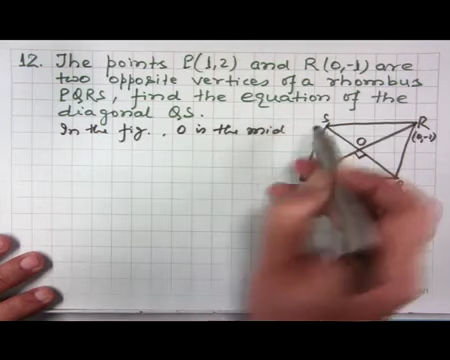 12. The points P(1,2) and R(0,-1) are
two opposite vertices of a rhombus
PQRS, find the equation of the
diagonal QS.
In the fig., O is the mid
S
R
O
(0,-1)